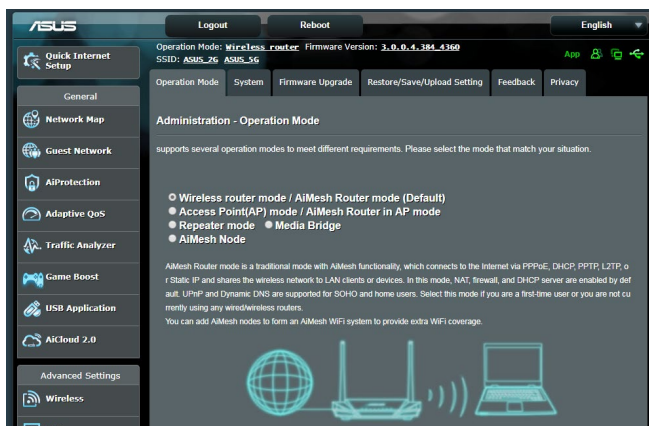 ASUS
Logout
Reboot
English
Quick Internet
Setup
Operation Mode: Wireless router Firmware Version: 3.0.0.4.384_4360
SSID: ASUS_2G ASUS_5G
App
Operation Mode
System
Firmware Upgrade
Restore/Save/Upload Setting
Feedback
Privacy
General
Network Map
Guest Network
AiProtection
Adaptive QoS
Traffic Analyzer
Game Boost
USB Application
AiCloud 2.0
Advanced Settings
Wireless
Administration - Operation Mode
supports several operation modes to meet different requirements. Please select the mode that match your situation.
Wireless router mode / AiMesh Router mode (Default)
Access Point(AP) mode / AiMesh Router in AP mode
Repeater mode Media Bridge
AiMesh Node
AiMesh Router mode is a traditional mode with AiMesh functionality, which connects to the Internet via PPPoE, DHCP, PPTP, L2TP, o
r Static IP and shares the wireless network to LAN clients or devices. In this mode, NAT, firewall, and DHCP server are enabled by def
ault. UPnP and Dynamic DNS are supported for SOHO and home users. Select this mode if you are a first-time user or you are not cu
rrently using any wired/wireless routers.
You can add AiMesh nodes to form an AiMesh WiFi system to provide extra WiFi coverage.